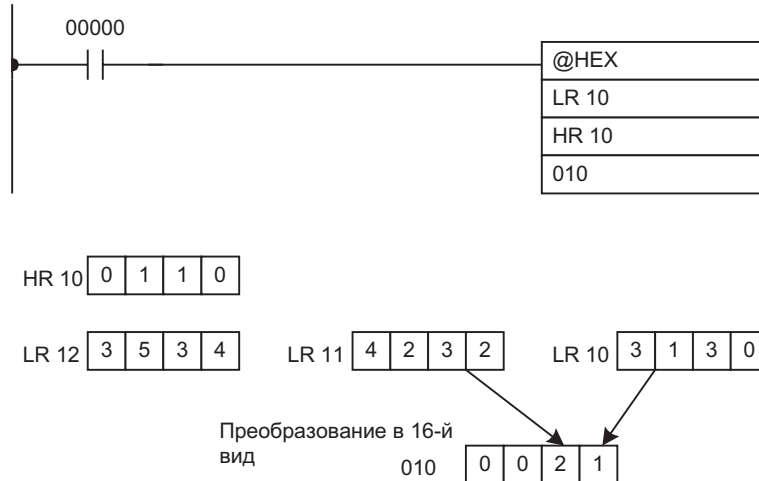 00000
@HEX
LR 10
HR 10
010
HR 10 0 1 1 0
LR 12 3 5 3 4 LR 11 4 2 3 2 LR 10 3 1 3 0
Преобразование в 16-й
вид
010 0 0 2 1